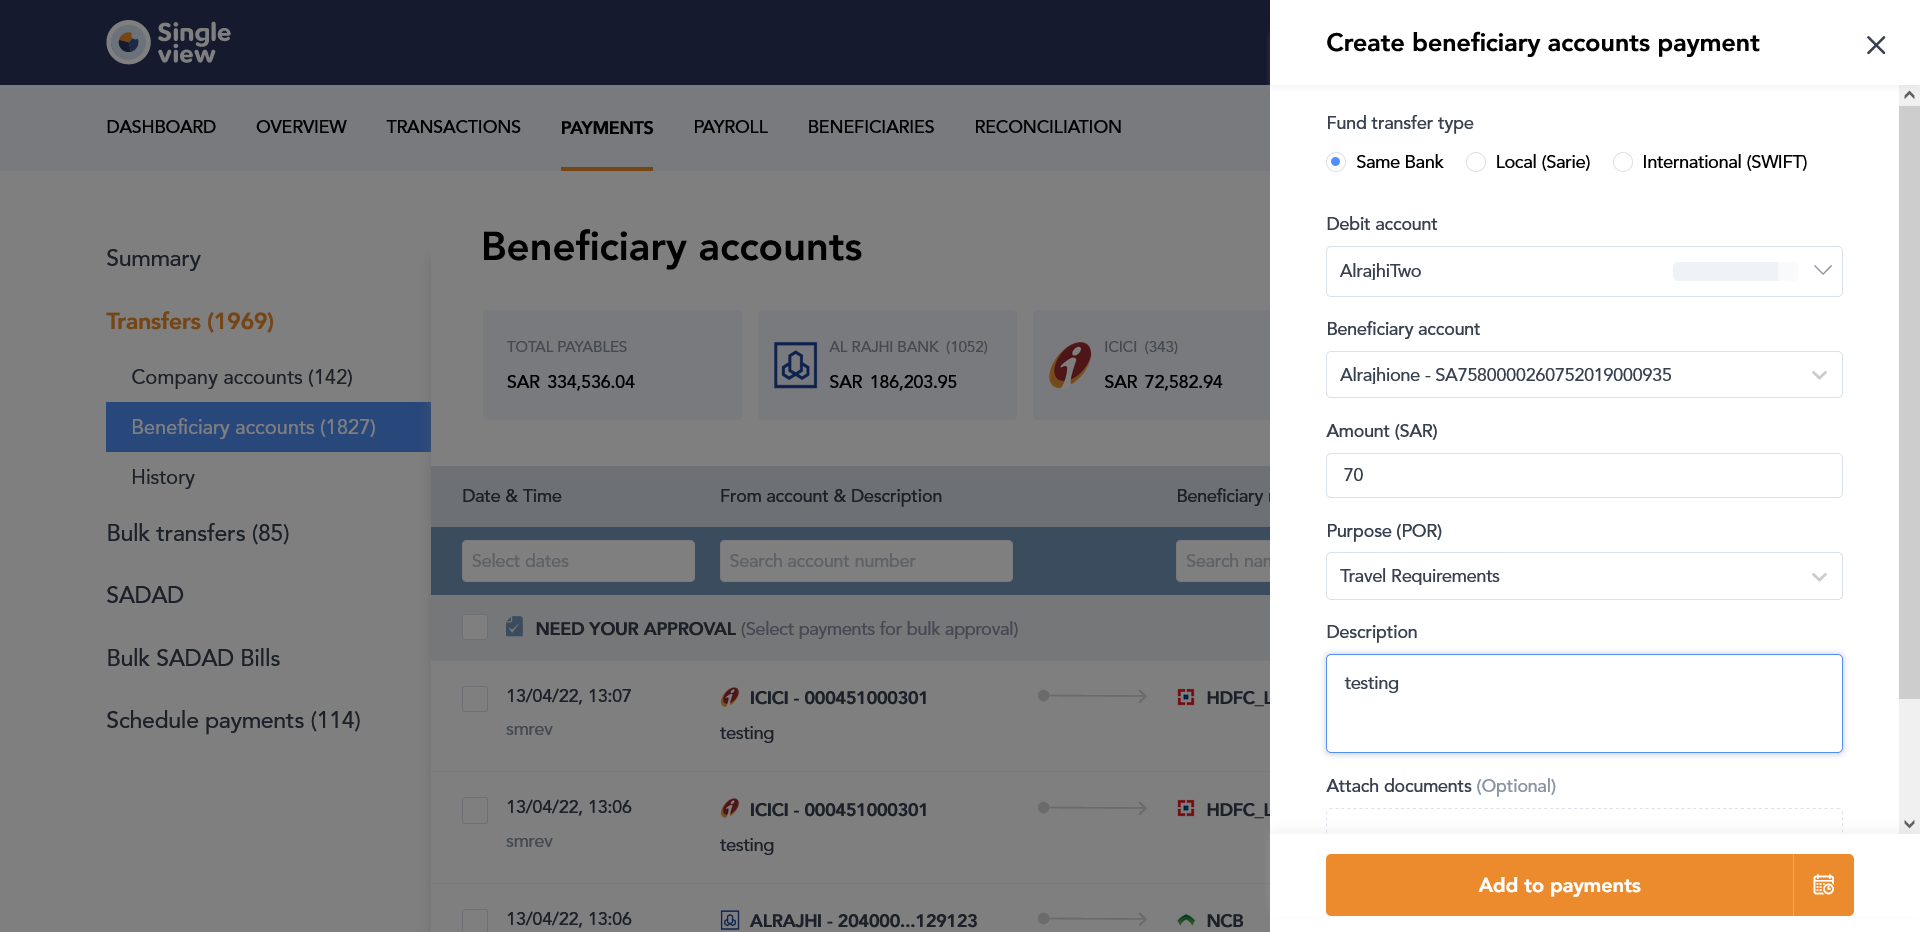 Single
view
DASHBOARD OVERVIEW TRANSACTIONS PAYMENTS PAYROLL BENEFICIARIES RECONCILIATION
Summary
Transfers (1969)
Company accounts (142)
Beneficiary accounts (1827)
History
Bulk transfers (85)
SADAD
Bulk SADAD Bills
Schedule payments (114)
Beneficiary accounts
TOTAL PAYABLES
SAR 334,536.04
AL RAJHI BANK (1052)
SAR 186,203.95
ICICI (343)
SAR 72,582.94
Date & Time From account & Description Beneficiary
Select dates Search account number Search
NEED YOUR APPROVAL (Select payments for bulk approval)
13/04/22, 13:07 ICICI - 000451000301 HDFC_L
smrev testing
13/04/22, 13:06 ICICI - 000451000301 HDFC_L
smrev testing
13/04/22, 13:06 ALRAJHI - 204000...129123 NCB
Create beneficiary accounts payment
Fund transfer type
Same Bank Local (Sarie) International (SWIFT)
Debit account
AlrajhiTwo
Beneficiary account
Alrajhione - SA7580000260752019000935
Amount (SAR)
70
Purpose (POR)
Travel Requirements
Description
testing
Attach documents (Optional)
Add to payments